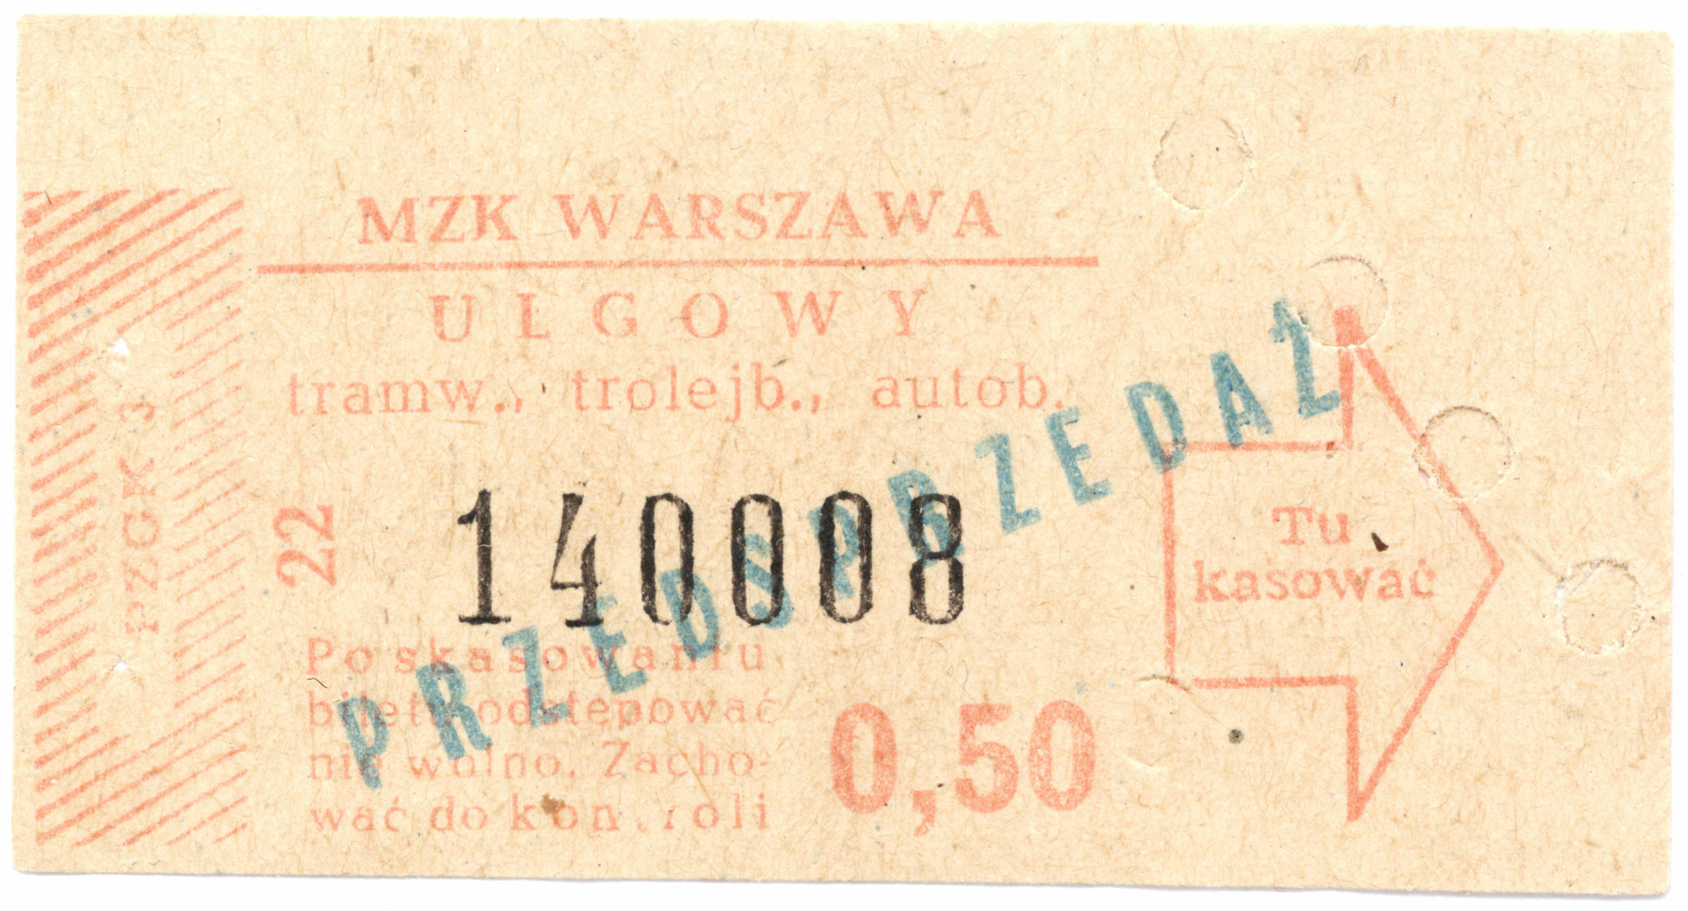 MZK WARSZAWA
ULGOWY
tramw., trolejb., autob.
PZGK 3
22
140008
PRZEDSPRZEDAŻ
Po skasowaniu
biletu odstępować
nie wolno. Zacho-
wać do kontroli
0,50
Tu
kasować